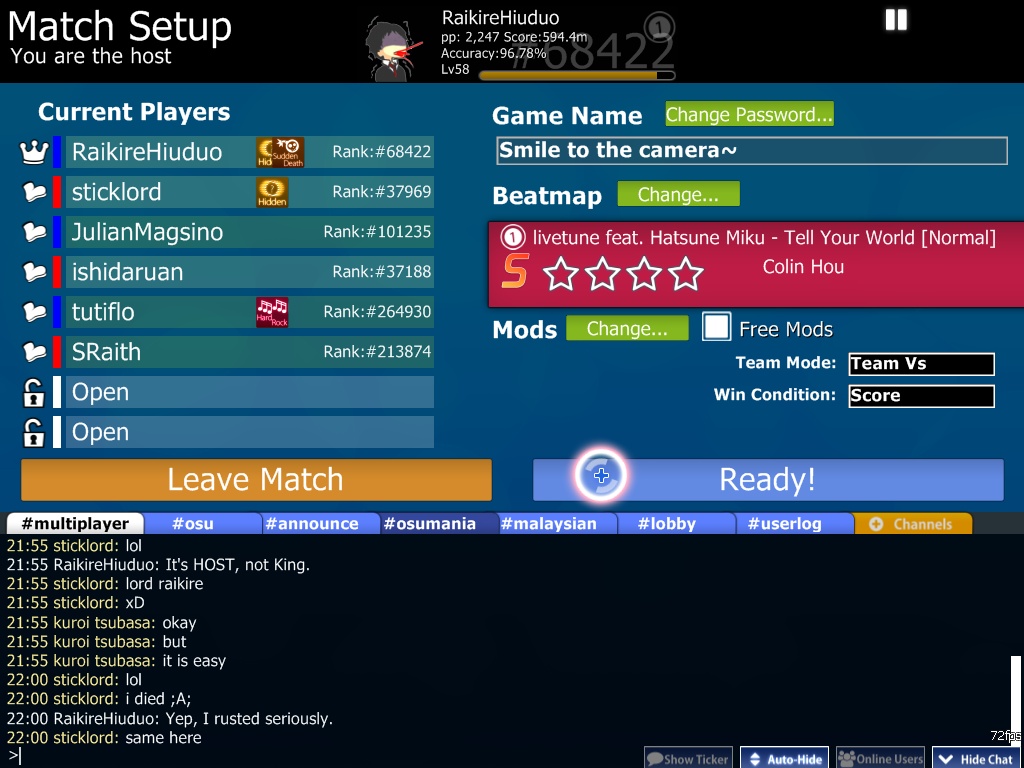 Match Setup
You are the host
RaikireHiuduo
pp: 2,247 Score:594.4m
Accuracy:96.78%
Lv58
#68422
1
Current Players
RaikireHiuduo Hid Sudden Death Rank:#68422
sticklord Hidden Rank:#37969
JulianMagsino Rank:#101235
ishidaruan Rank:#37188
tutiflo Hard Rock Rank:#264930
SRaith Rank:#213874
Open
Open
Leave Match
Game Name Change Password...
Smile to the camera~
Beatmap Change...
1 livetune feat. Hatsune Miku - Tell Your World [Normal]
S Colin Hou
Mods Change... Free Mods
Team Mode: Team Vs
Win Condition: Score
Ready!
#multiplayer #osu #announce #osumania #malaysian #lobby #userlog Channels
21:55 sticklord: lol
21:55 RaikireHiuduo: It's HOST, not King.
21:55 sticklord: lord raikire
21:55 sticklord: xD
21:55 kuroi tsubasa: okay
21:55 kuroi tsubasa: but
21:55 kuroi tsubasa: it is easy
22:00 sticklord: lol
22:00 sticklord: i died ;A;
22:00 RaikireHiuduo: Yep, I rusted seriously.
22:00 sticklord: same here
>
72fps
Show Ticker Auto-Hide Online Users Hide Chat